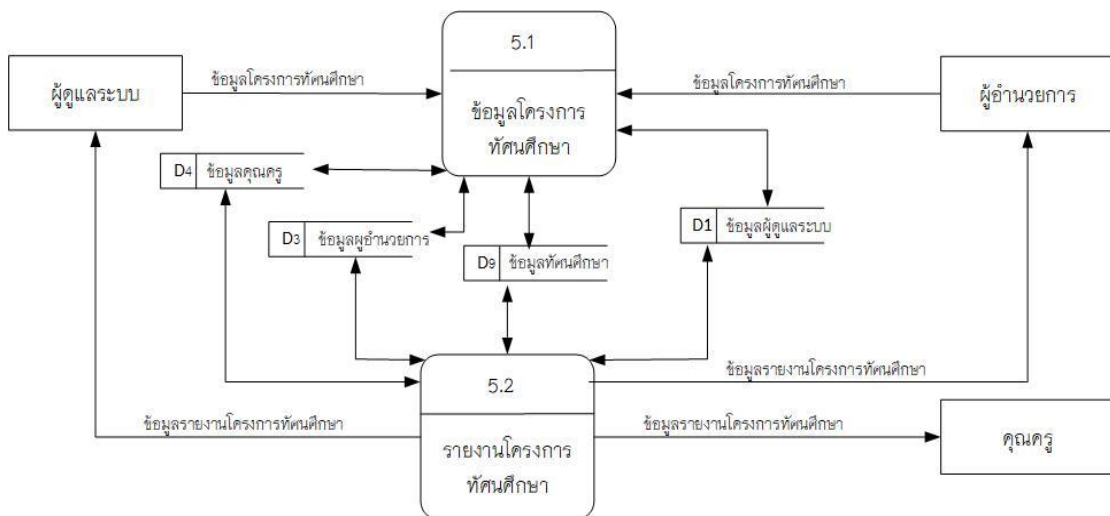 5.1
ผู้ดูแลระบบ
ข้อมูลโครงการทัศนศึกษา
ข้อมูลโครงการทัศนศึกษา
ผู้อำนวยการ
ข้อมูลโครงการ
ทัศนศึกษา
D4 ข้อมูลคุณครู
D3 ข้อมูลผูอำนวยการ
D1 ข้อมูลผู้ดูแลระบบ
D9 ข้อมูลทัศนศึกษา
5.2
ข้อมูลรายงานโครงการทัศนศึกษา
ข้อมูลรายงานโครงการทัศนศึกษา
ข้อมูลรายงานโครงการทัศนศึกษา
คุณครู
รายงานโครงการ
ทัศนศึกษา